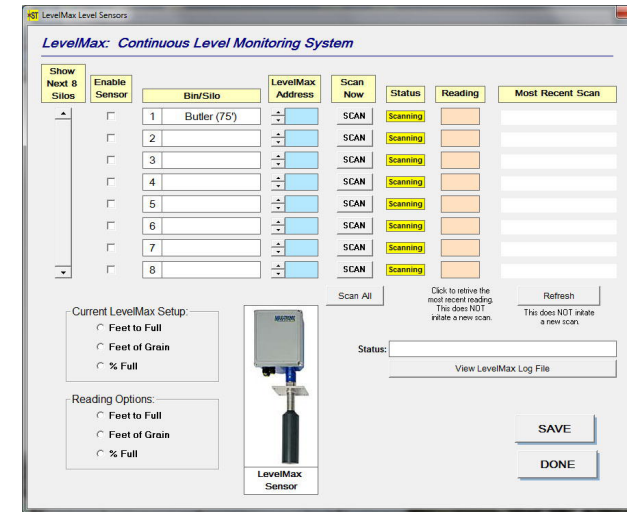 KST LevelMax Level Sensors
LevelMax: Continuous Level Monitoring System
Show Next 8 Silos
Enable Sensor
Bin/Silo
LevelMax Address
Scan Now
Status
Reading
Most Recent Scan
1 Butler (75') SCAN Scanning
2 SCAN Scanning
3 SCAN Scanning
4 SCAN Scanning
5 SCAN Scanning
6 SCAN Scanning
7 SCAN Scanning
8 SCAN Scanning
Scan All
Click to retrive the
most recent reading.
This does NOT
initate a new scan.
Refresh
This does NOT initate
a new scan.
Current LevelMax Setup:
Feet to Full
Feet of Grain
% Full
Status:
View LevelMax Log File
Reading Options:
Feet to Full
Feet of Grain
% Full
LevelMax
Sensor
SAVE
DONE